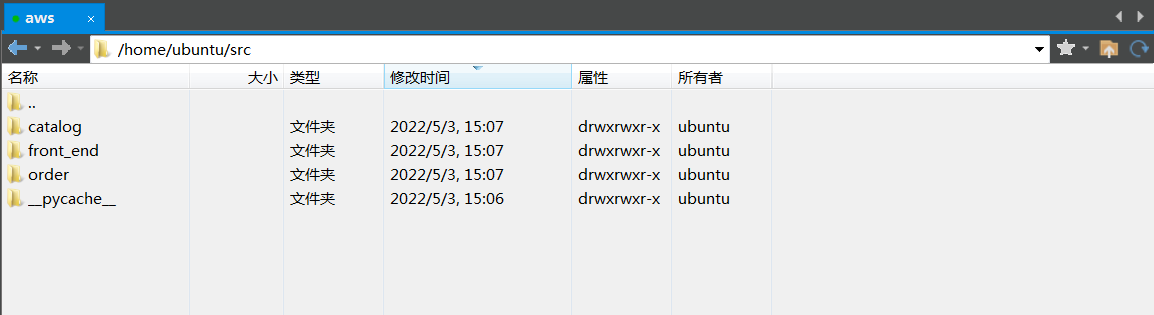 aws ×
/home/ubuntu/src
名称 大小 类型 修改时间 属性 所有者
..
catalog 文件夹 2022/5/3, 15:07 drwxrwxr-x ubuntu
front_end 文件夹 2022/5/3, 15:07 drwxrwxr-x ubuntu
order 文件夹 2022/5/3, 15:07 drwxrwxr-x ubuntu
__pycache__ 文件夹 2022/5/3, 15:06 drwxrwxr-x ubuntu